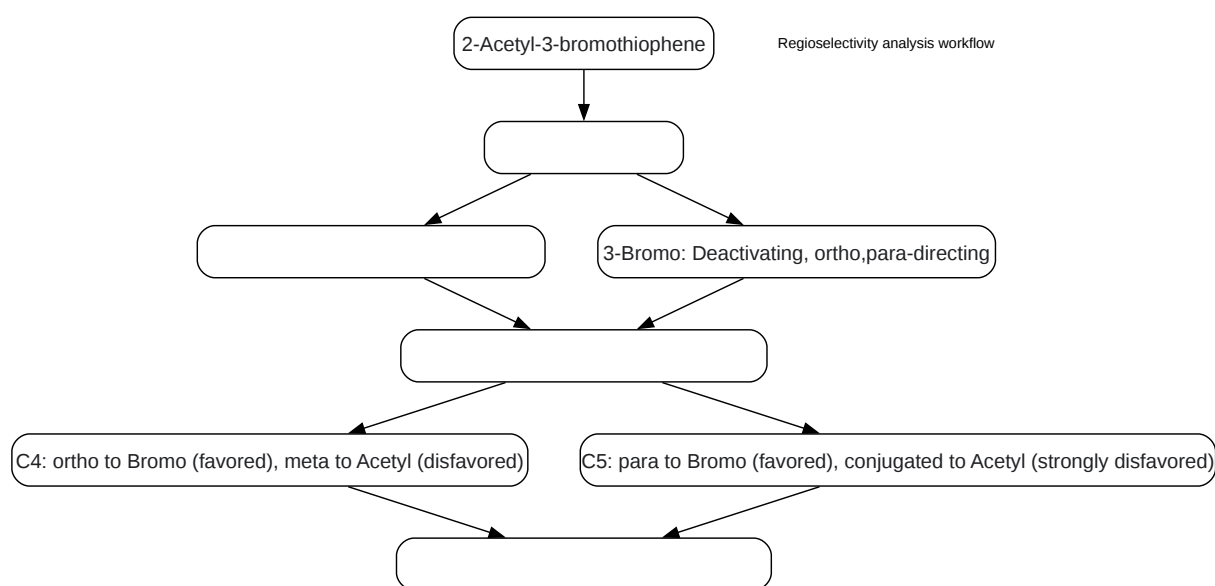 2-Acetyl-3-bromothiophene
Regioselectivity analysis workflow
3-Bromo: Deactivating, ortho,para-directing
C4: ortho to Bromo (favored), meta to Acetyl (disfavored)
C5: para to Bromo (favored), conjugated to Acetyl (strongly disfavored)